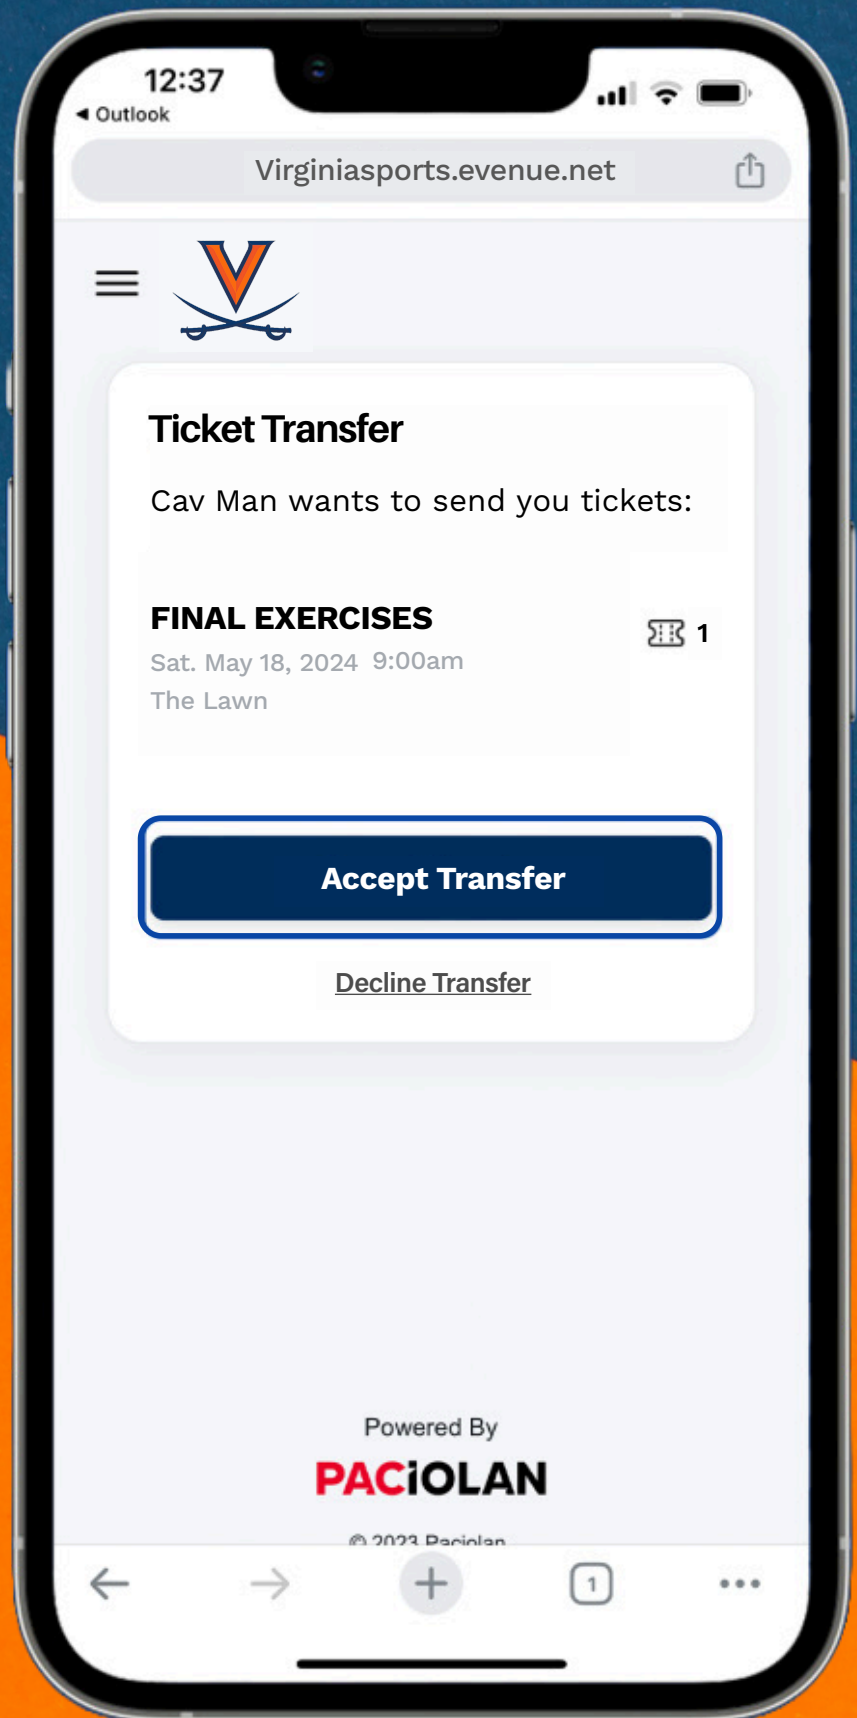 12:37
◀ Outlook
Virginiasports.evenue.net
V
Ticket Transfer
Cav Man wants to send you tickets:
FINAL EXERCISES
1
Sat. May 18, 2024 9:00am
The Lawn
Accept Transfer
Decline Transfer
Powered By
PACiOLAN
© 2023 Paciolan
1